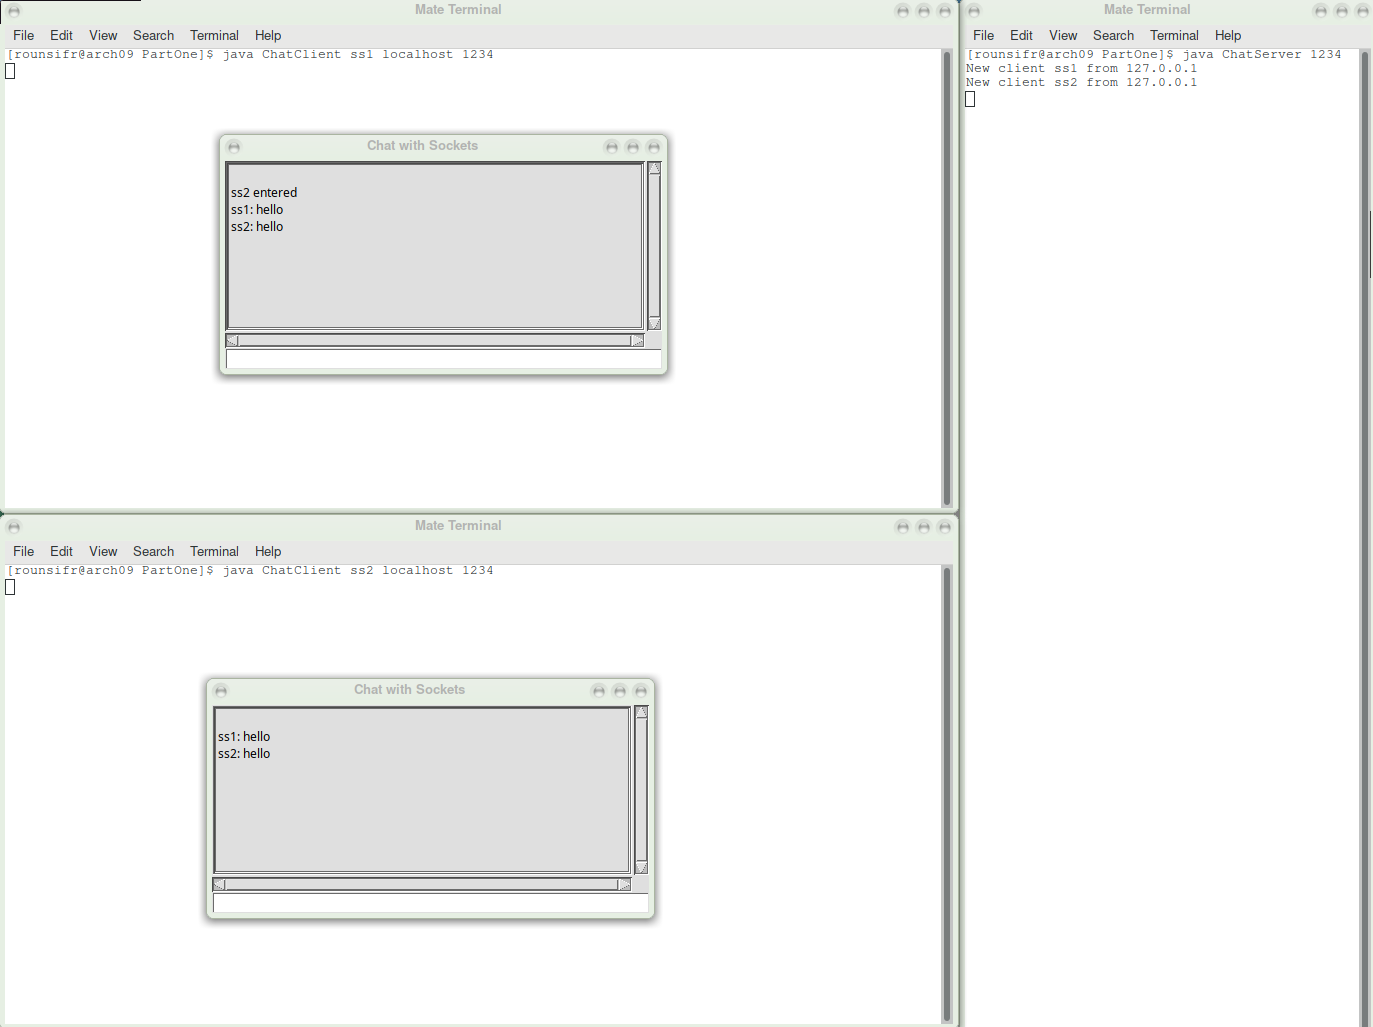 Mate Terminal
File Edit View Search Terminal Help
[rounsifr@arch09 PartOne]$ java ChatClient ss1 localhost 1234
Chat with Sockets
ss2 entered
ss1: hello
ss2: hello
Mate Terminal
File Edit View Search Terminal Help
[rounsifr@arch09 PartOne]$ java ChatClient ss2 localhost 1234
Chat with Sockets
ss1: hello
ss2: hello
Mate Terminal
File Edit View Search Terminal Help
[rounsifr@arch09 PartOne]$ java ChatServer 1234
New client ss1 from 127.0.0.1
New client ss2 from 127.0.0.1